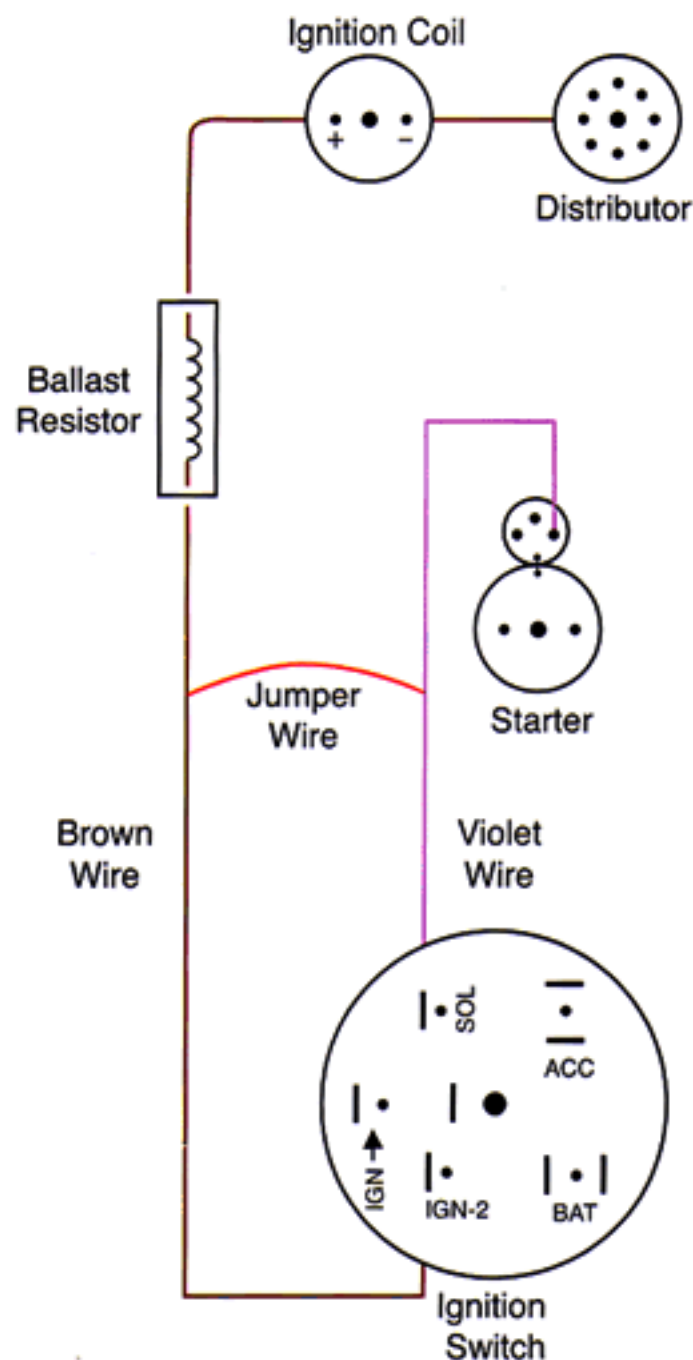 Ignition Coil
+ −
Distributor
Ballast
Resistor
Jumper
Wire
Starter
Brown
Wire
Violet
Wire
SOL
ACC
IGN
IGN-2
BAT
Ignition
Switch